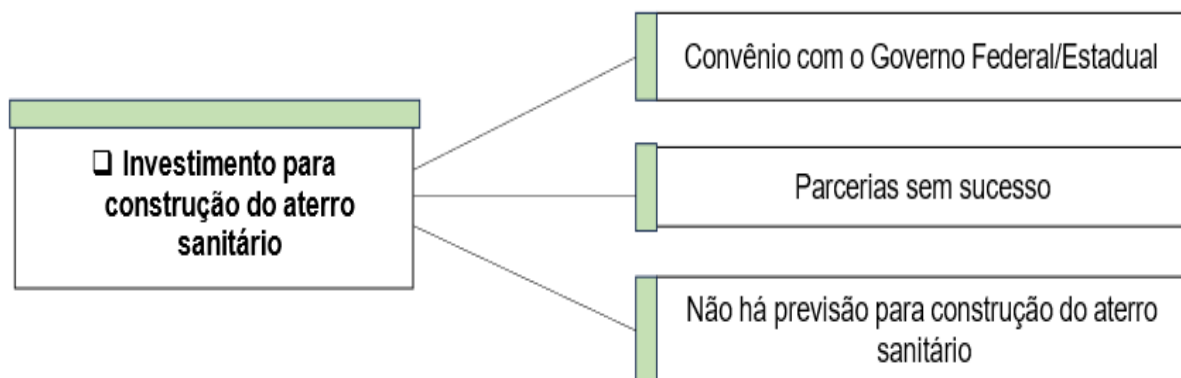 ❑ Investimento para
construção do aterro
sanitário
Convênio com o Governo Federal/Estadual
Parcerias sem sucesso
Não há previsão para construção do aterro
sanitário